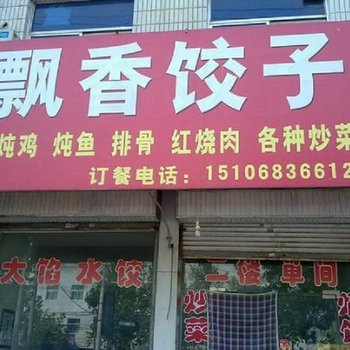 飘香饺子
炖鸡 炖鱼 排骨 红烧肉 各种炒菜
订餐电话：15106836612
大馅水饺
二楼单间
炒菜